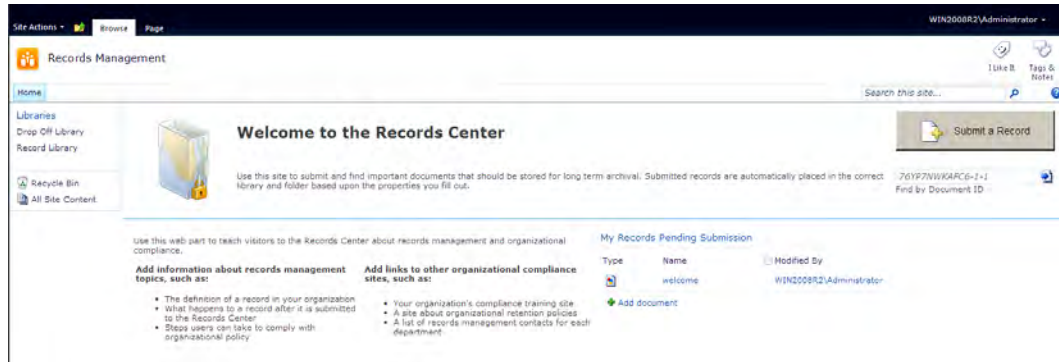 Site Actions
Browse
Page
WIN2008R2\Administrator
Records Management
I Like It
Tags &
Notes
Home
Search this site...
Libraries
Drop Off Library
Record Library
Recycle Bin
All Site Content
Welcome to the Records Center
Use this site to submit and find important documents that should be stored for long term archival. Submitted records are automatically placed in the correct
library and folder based upon the properties you fill out.
Submit a Record
76YP7NWKAFC6-1-1
Find by Document ID
Use this web part to teach visitors to the Records Center about records management and organizational
compliance.
Add information about records management
topics, such as:
The definition of a record in your organization
What happens to a record after it is submitted
to the Records Center
Steps users can take to comply with
organizational policy
Add links to other organizational compliance
sites, such as:
Your organization's compliance training site
A site about organizational retention policies
A list of records management contacts for each
department
My Records Pending Submission
Type Name Modified By
welcome WIN2008R2\Administrator
Add document